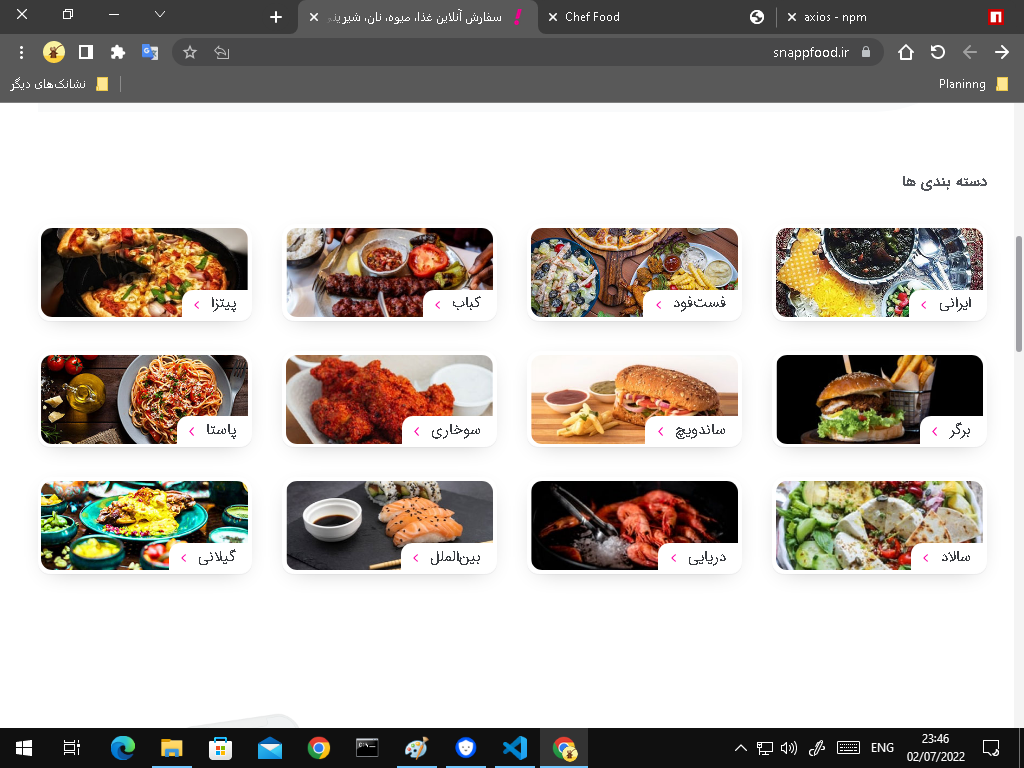 axios - npm
Chef Food
سفارش آنلاین غذا، میوه، نان، شیرینی
snappfood.ir
Planinng
نشانک‌های دیگر
دسته بندی ها
ایرانی
فست‌فود
کباب
پیتزا
برگر
ساندویچ
سوخاری
پاستا
سالاد
دریایی
بین‌الملل
گیلانی
ENG
23:46
02/07/2022